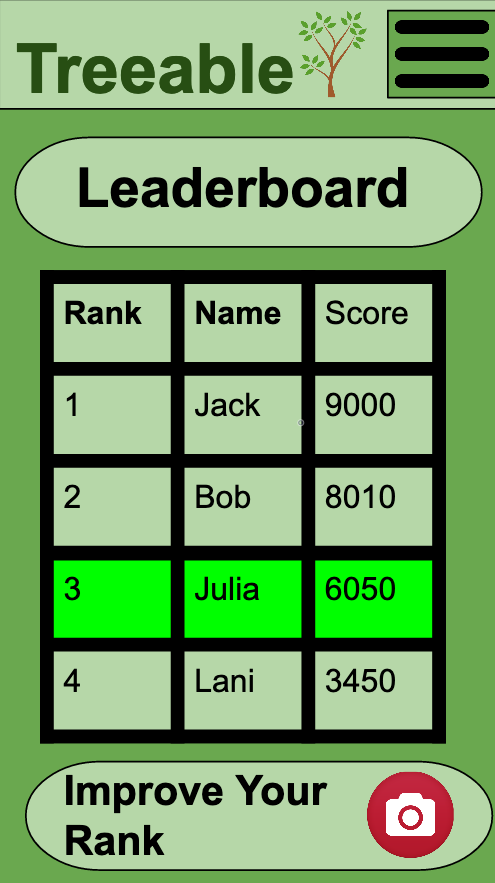 Treeable
Leaderboard
Rank Name Score
1 Jack 9000
2 Bob 8010
3 Julia 6050
4 Lani 3450
Improve Your
Rank